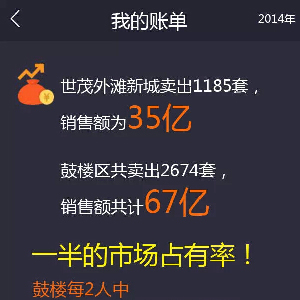 我的账单
2014年
世茂外滩新城卖出1185套，
销售额为35亿
鼓楼区共卖出2674套，
销售额共计67亿
一半的市场占有率！
鼓楼每2人中